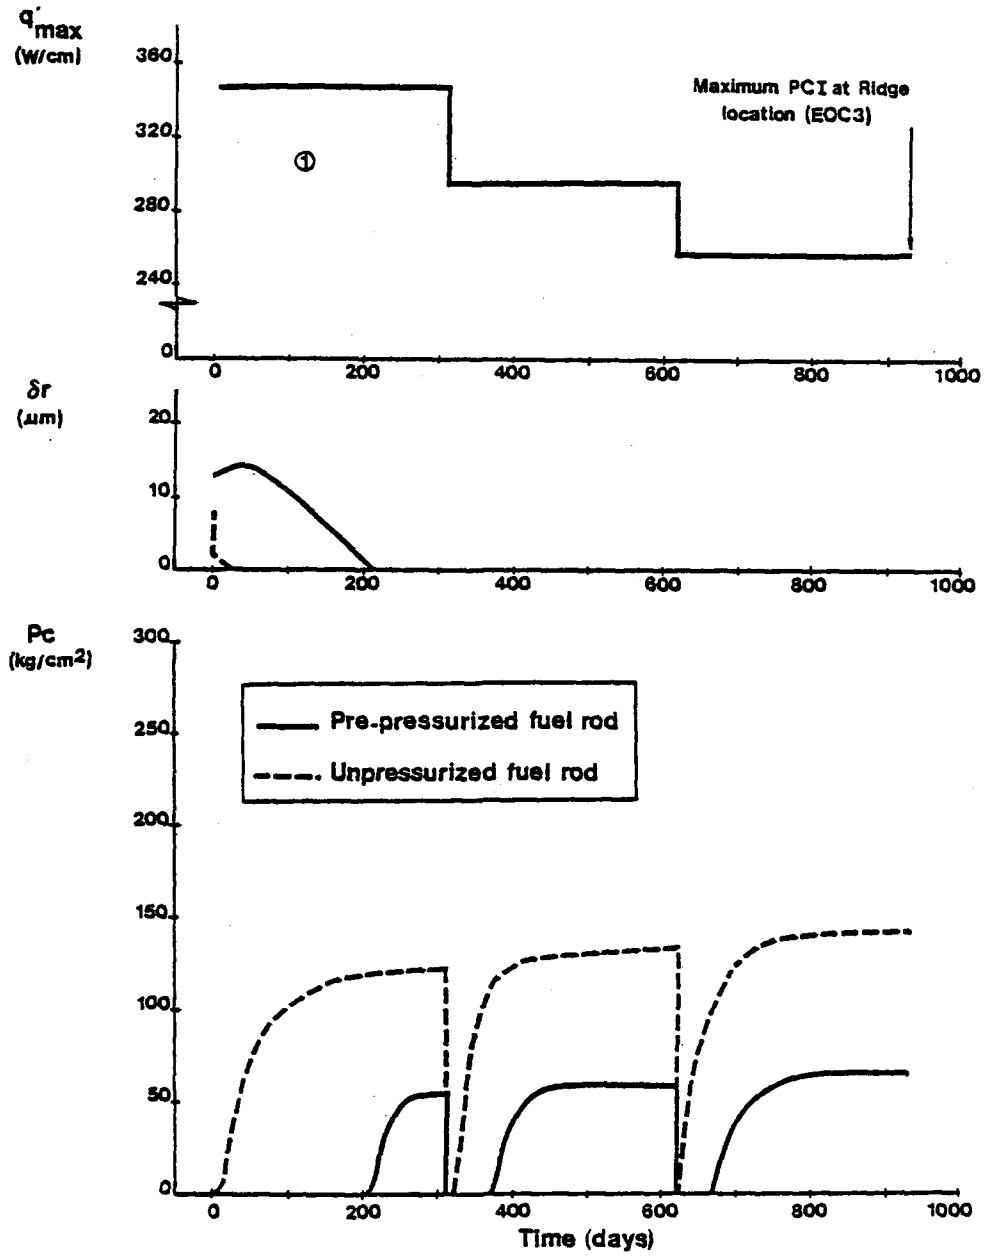 q'max
(W/cm)
360
320
280
240
0
①
Maximum PCI at Ridge
location (EOC3)
0 200 400 600 800 1000
δr
(μm)
20
10
0
0 200 400 600 800 1000
Pc
(kg/cm2)
300
250
200
150
100
50
0
Pre-pressurized fuel rod
Unpressurized fuel rod
0 200 400 600 800 1000
Time (days)